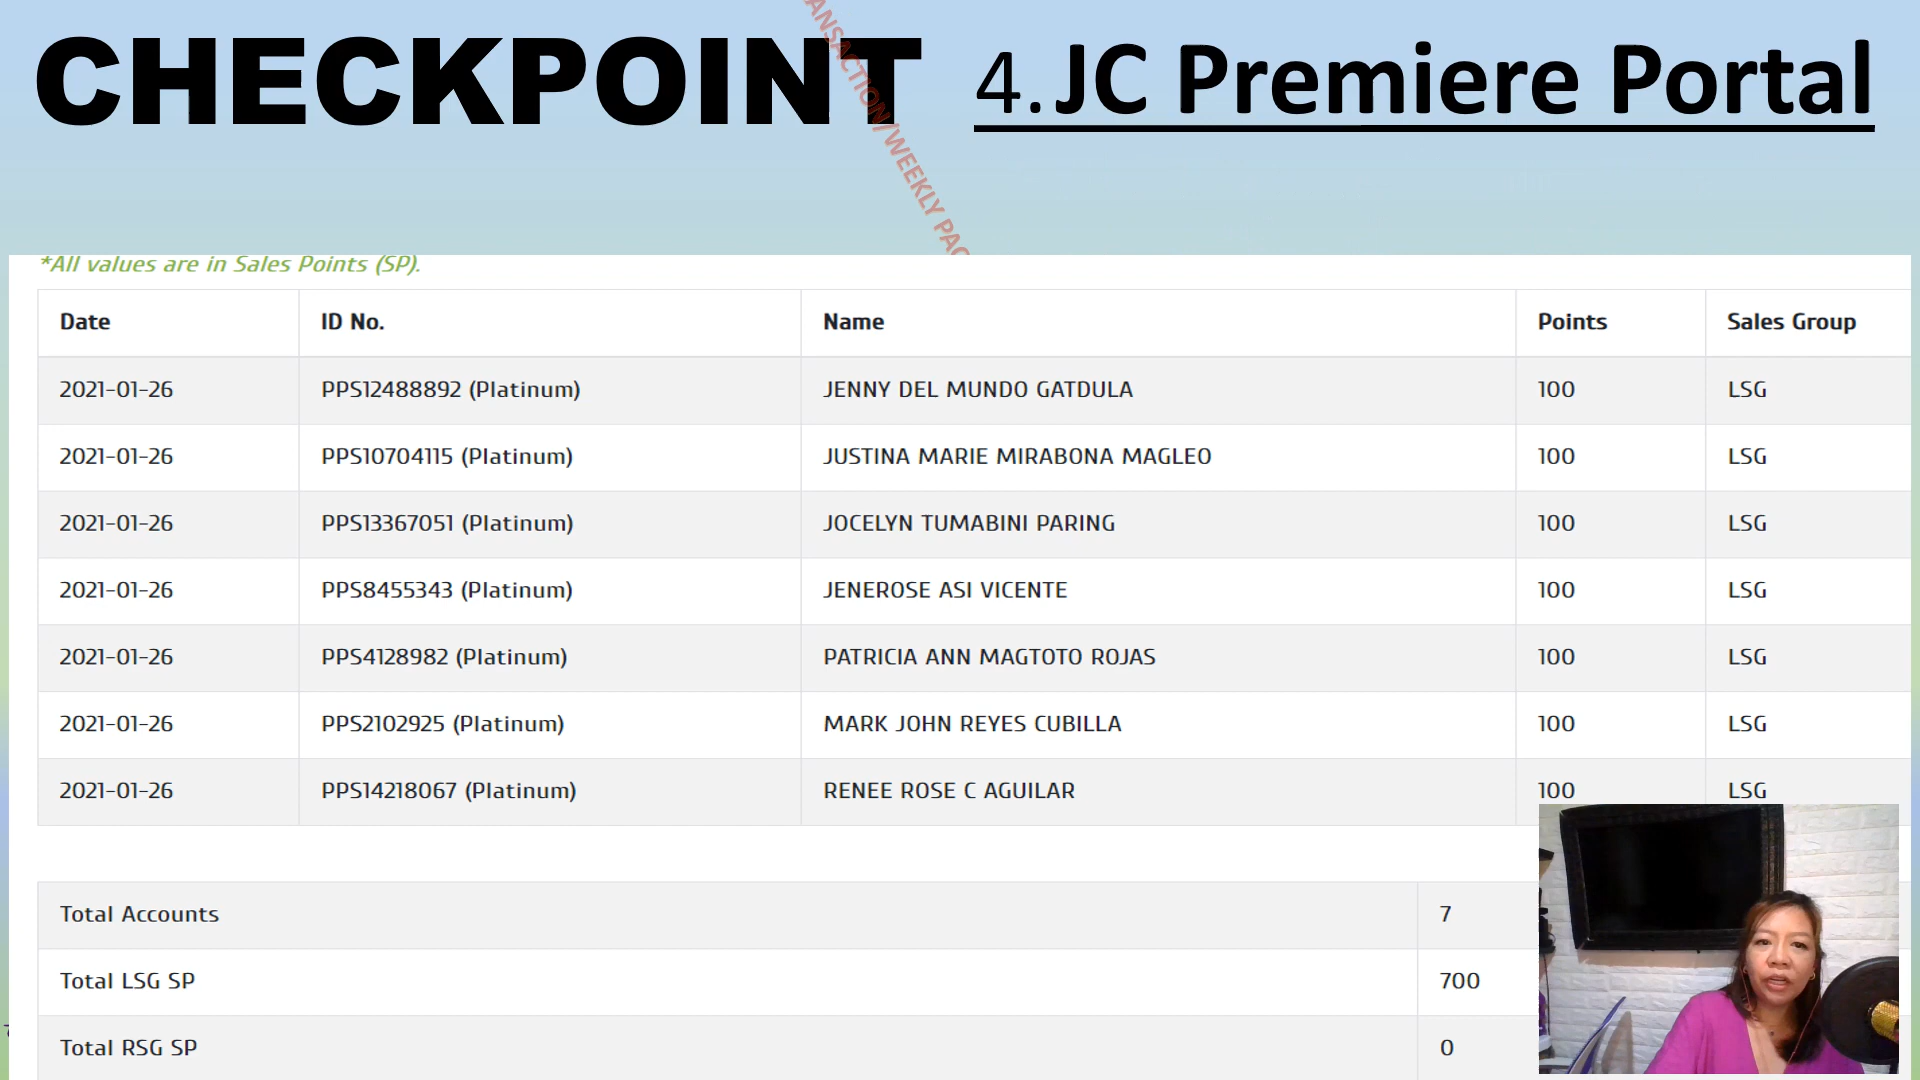 CHECKPOINT
4. JC Premiere Portal
ANSACTION/WEEKLY PAC
*All values are in Sales Points (SP).
Date ID No. Name Points Sales Group
2021-01-26 PPS12488892 (Platinum) JENNY DEL MUNDO GATDULA 100 LSG
2021-01-26 PPS10704115 (Platinum) JUSTINA MARIE MIRABONA MAGLEO 100 LSG
2021-01-26 PPS13367051 (Platinum) JOCELYN TUMABINI PARING 100 LSG
2021-01-26 PPS8455343 (Platinum) JENEROSE ASI VICENTE 100 LSG
2021-01-26 PPS4128982 (Platinum) PATRICIA ANN MAGTOTO ROJAS 100 LSG
2021-01-26 PPS2102925 (Platinum) MARK JOHN REYES CUBILLA 100 LSG
2021-01-26 PPS14218067 (Platinum) RENEE ROSE C AGUILAR 100 LSG
Total Accounts 7
Total LSG SP 700
Total RSG SP 0